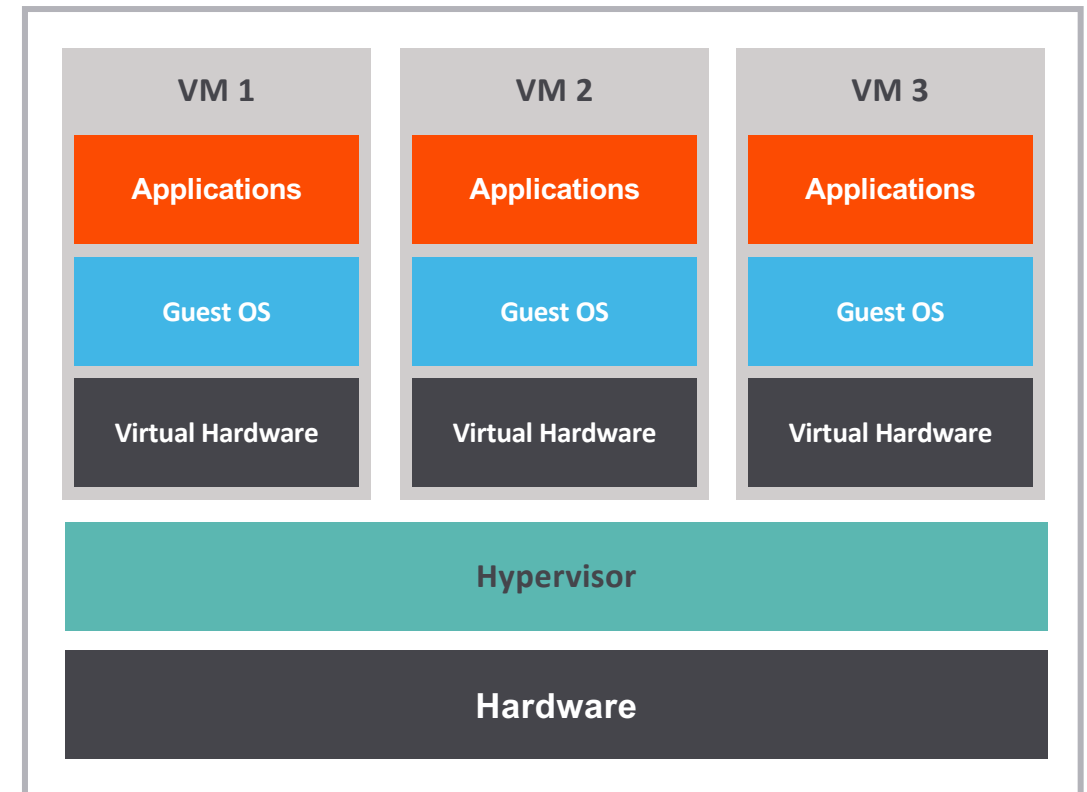 VM 1
VM 2
VM 3
Applications
Applications
Applications
Guest OS
Guest OS
Guest OS
Virtual Hardware
Virtual Hardware
Virtual Hardware
Hypervisor
Hardware